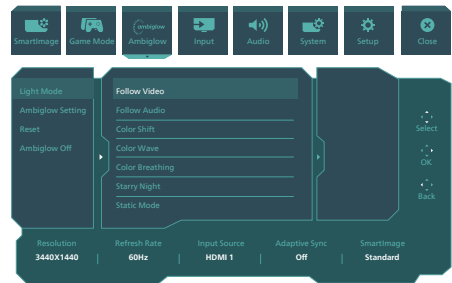 ambiglow
SmartImage Game Mode Ambiglow Input Audio System Setup Close
Light Mode
Ambiglow Setting
Reset
Ambiglow Off
Follow Video
Follow Audio
Color Shift
Color Wave
Color Breathing
Starry Night
Static Mode
Select
OK
Back
Resolution Refresh Rate Input Source Adaptive Sync SmartImage
3440X1440 | 60Hz | HDMI 1 | Off | Standard